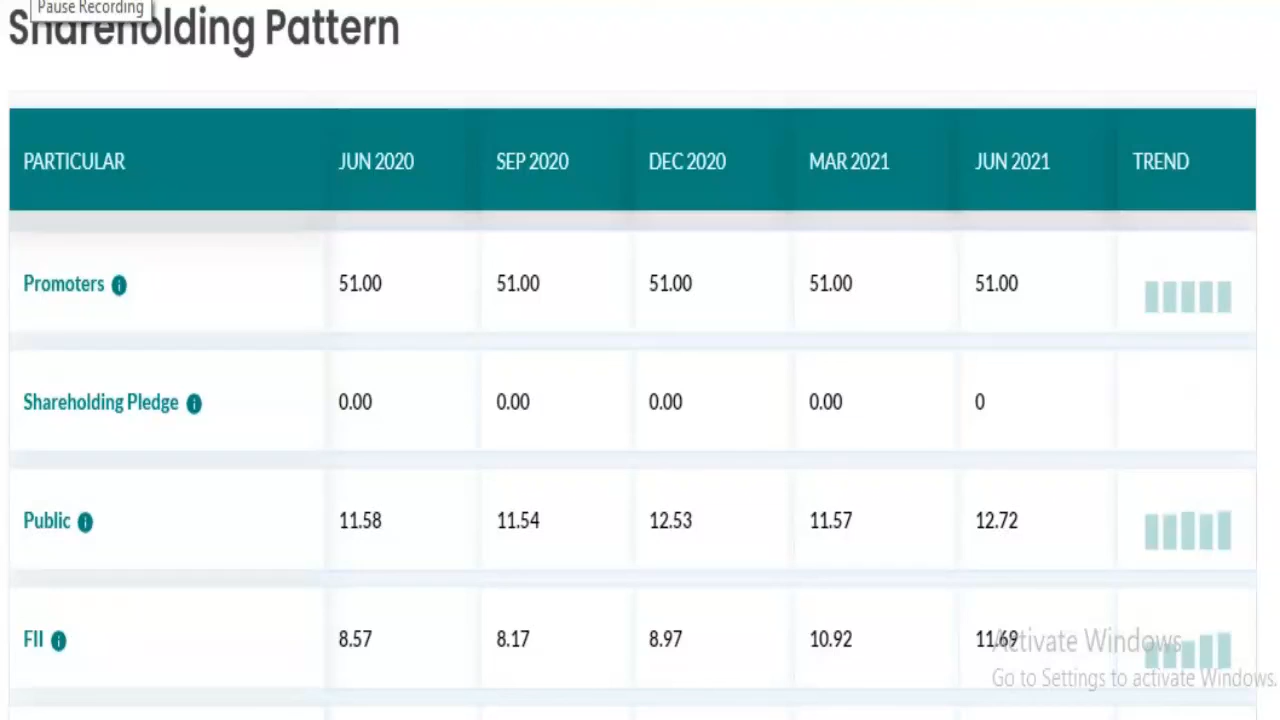 Pause Recording
Shareholding Pattern
PARTICULAR JUN 2020 SEP 2020 DEC 2020 MAR 2021 JUN 2021 TREND
Promoters 51.00 51.00 51.00 51.00 51.00
Shareholding Pledge 0.00 0.00 0.00 0.00 0
Public 11.58 11.54 12.53 11.57 12.72
FII 8.57 8.17 8.97 10.92 11.69
Activate Windows
Go to Settings to activate Windows.